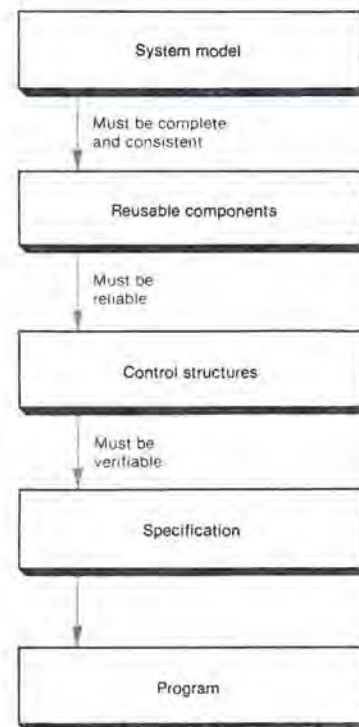 System model
Must be complete
and consistent
Reusable components
Must be
reliable
Control structures
Must be
verifiable
Specification
Program